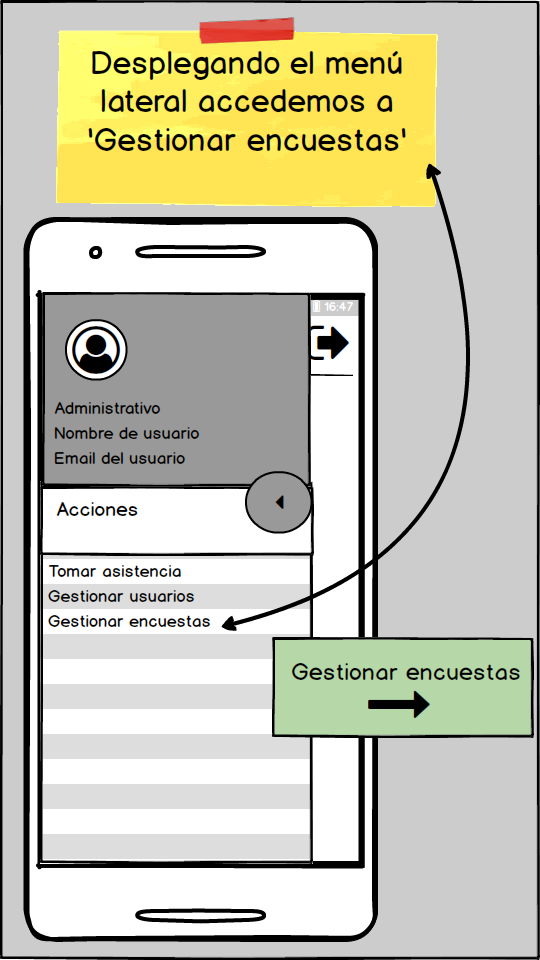 Desplegando el menú
lateral accedemos a
'Gestionar encuestas'
16:47
Administrativo
Nombre de usuario
Email del usuario
Acciones
Tomar asistencia
Gestionar usuarios
Gestionar encuestas
Gestionar encuestas